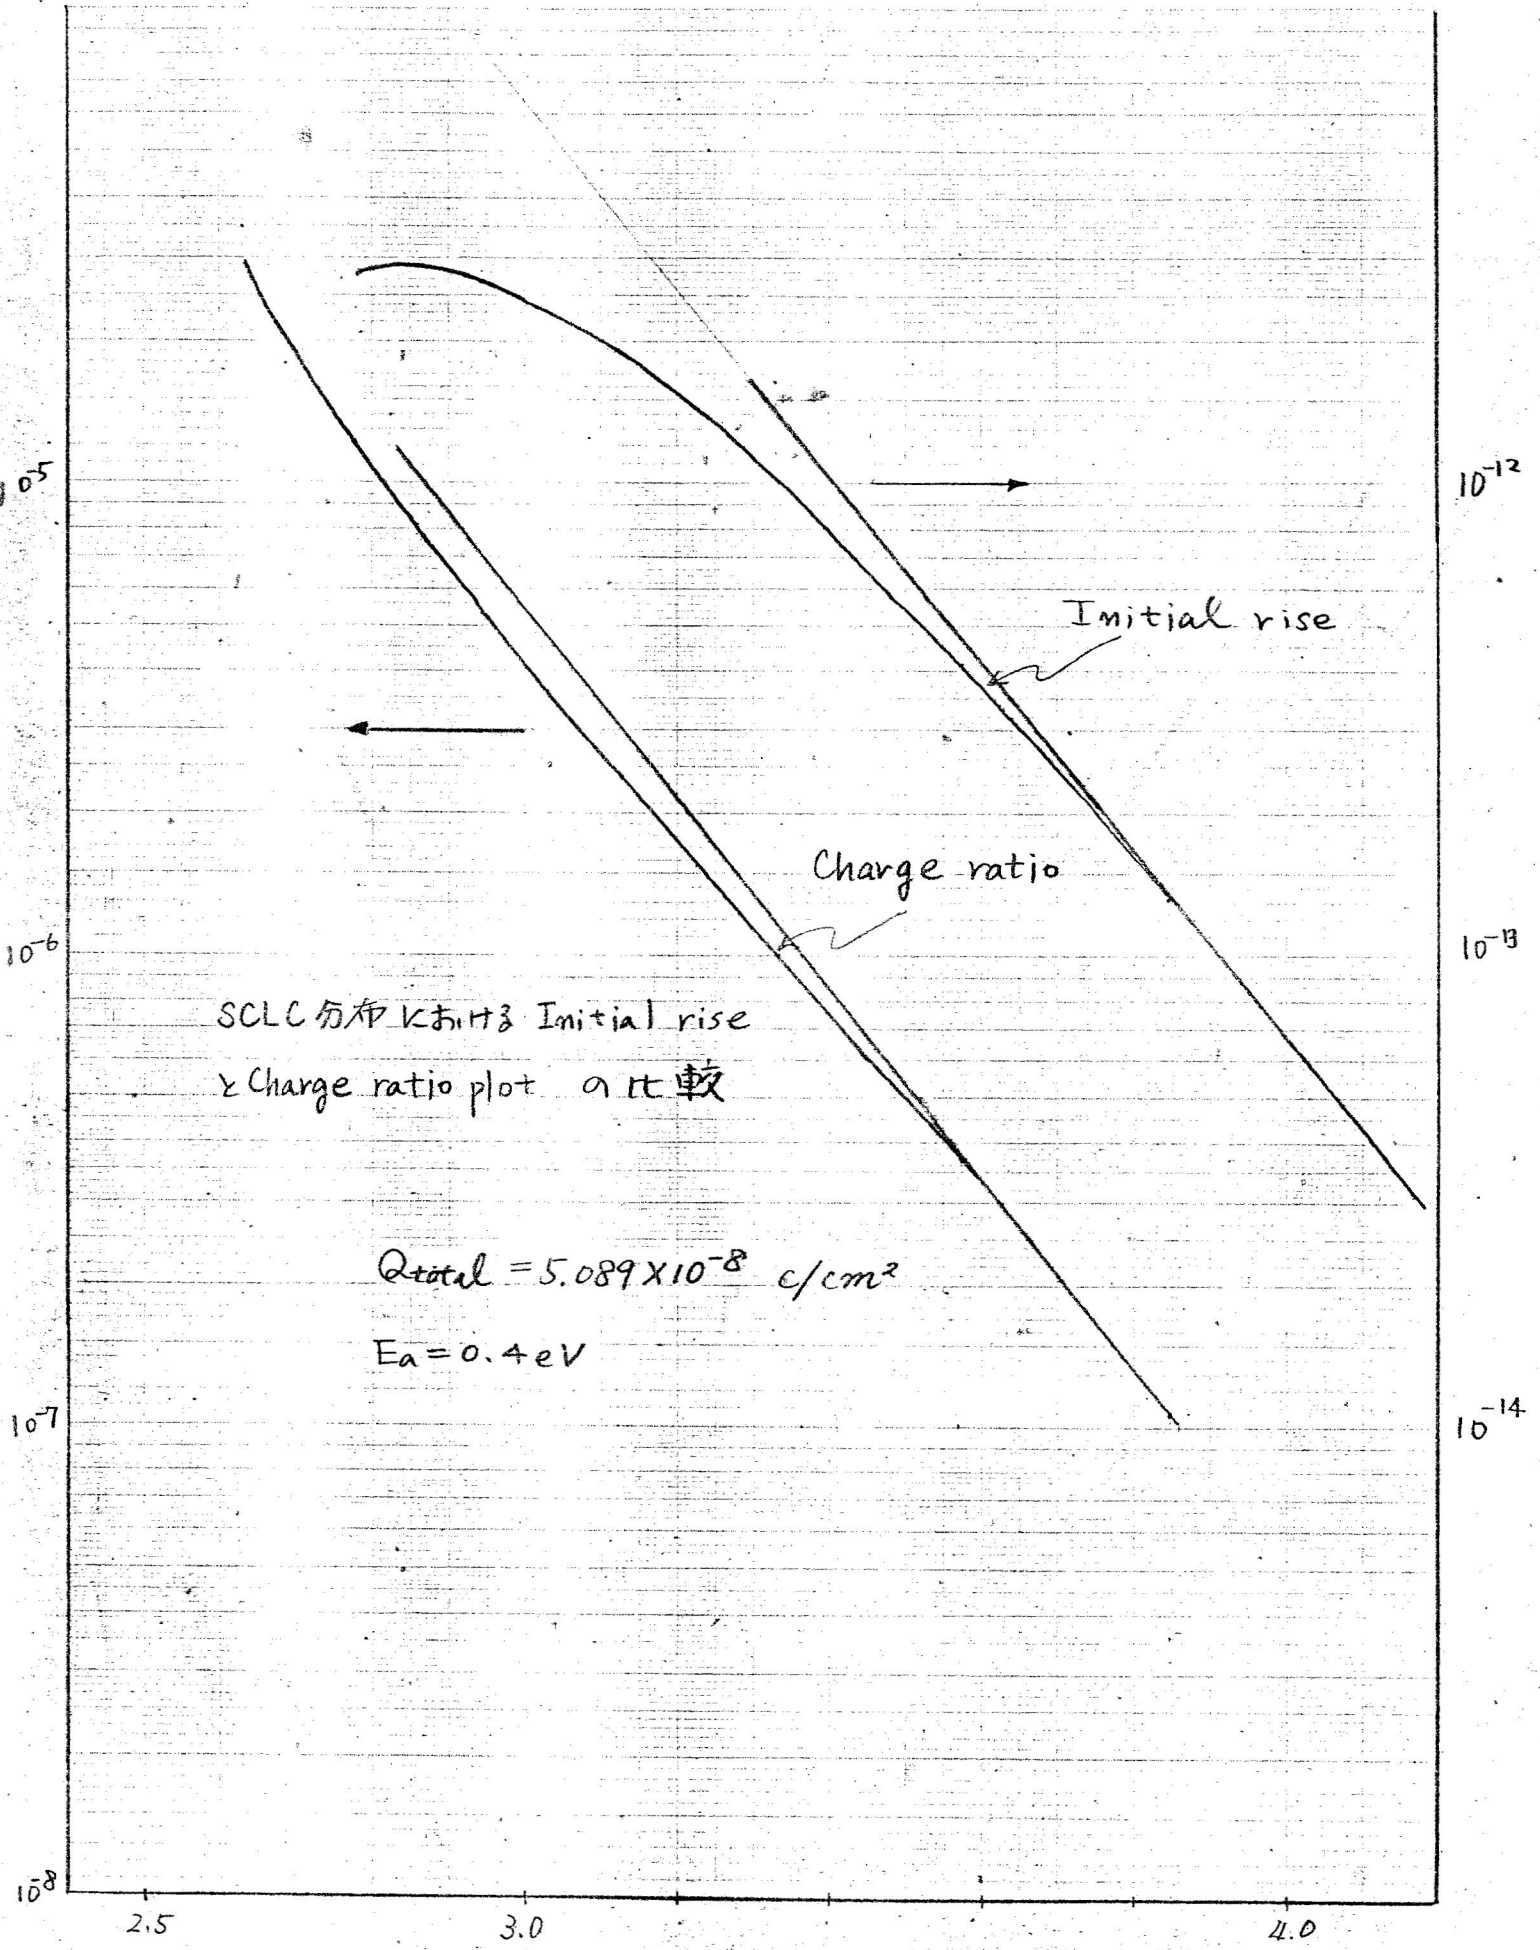 10⁻⁵
10⁻¹²
Initial rise
Charge ratio
10⁻⁶
10⁻¹³
SCLC分布における Initial rise
とCharge ratio plot の比較
Qtotal = 5.089×10⁻⁸ c/cm²
Ea = 0.4 eV
10⁻⁷
10⁻¹⁴
10⁻⁸
2.5
3.0
4.0